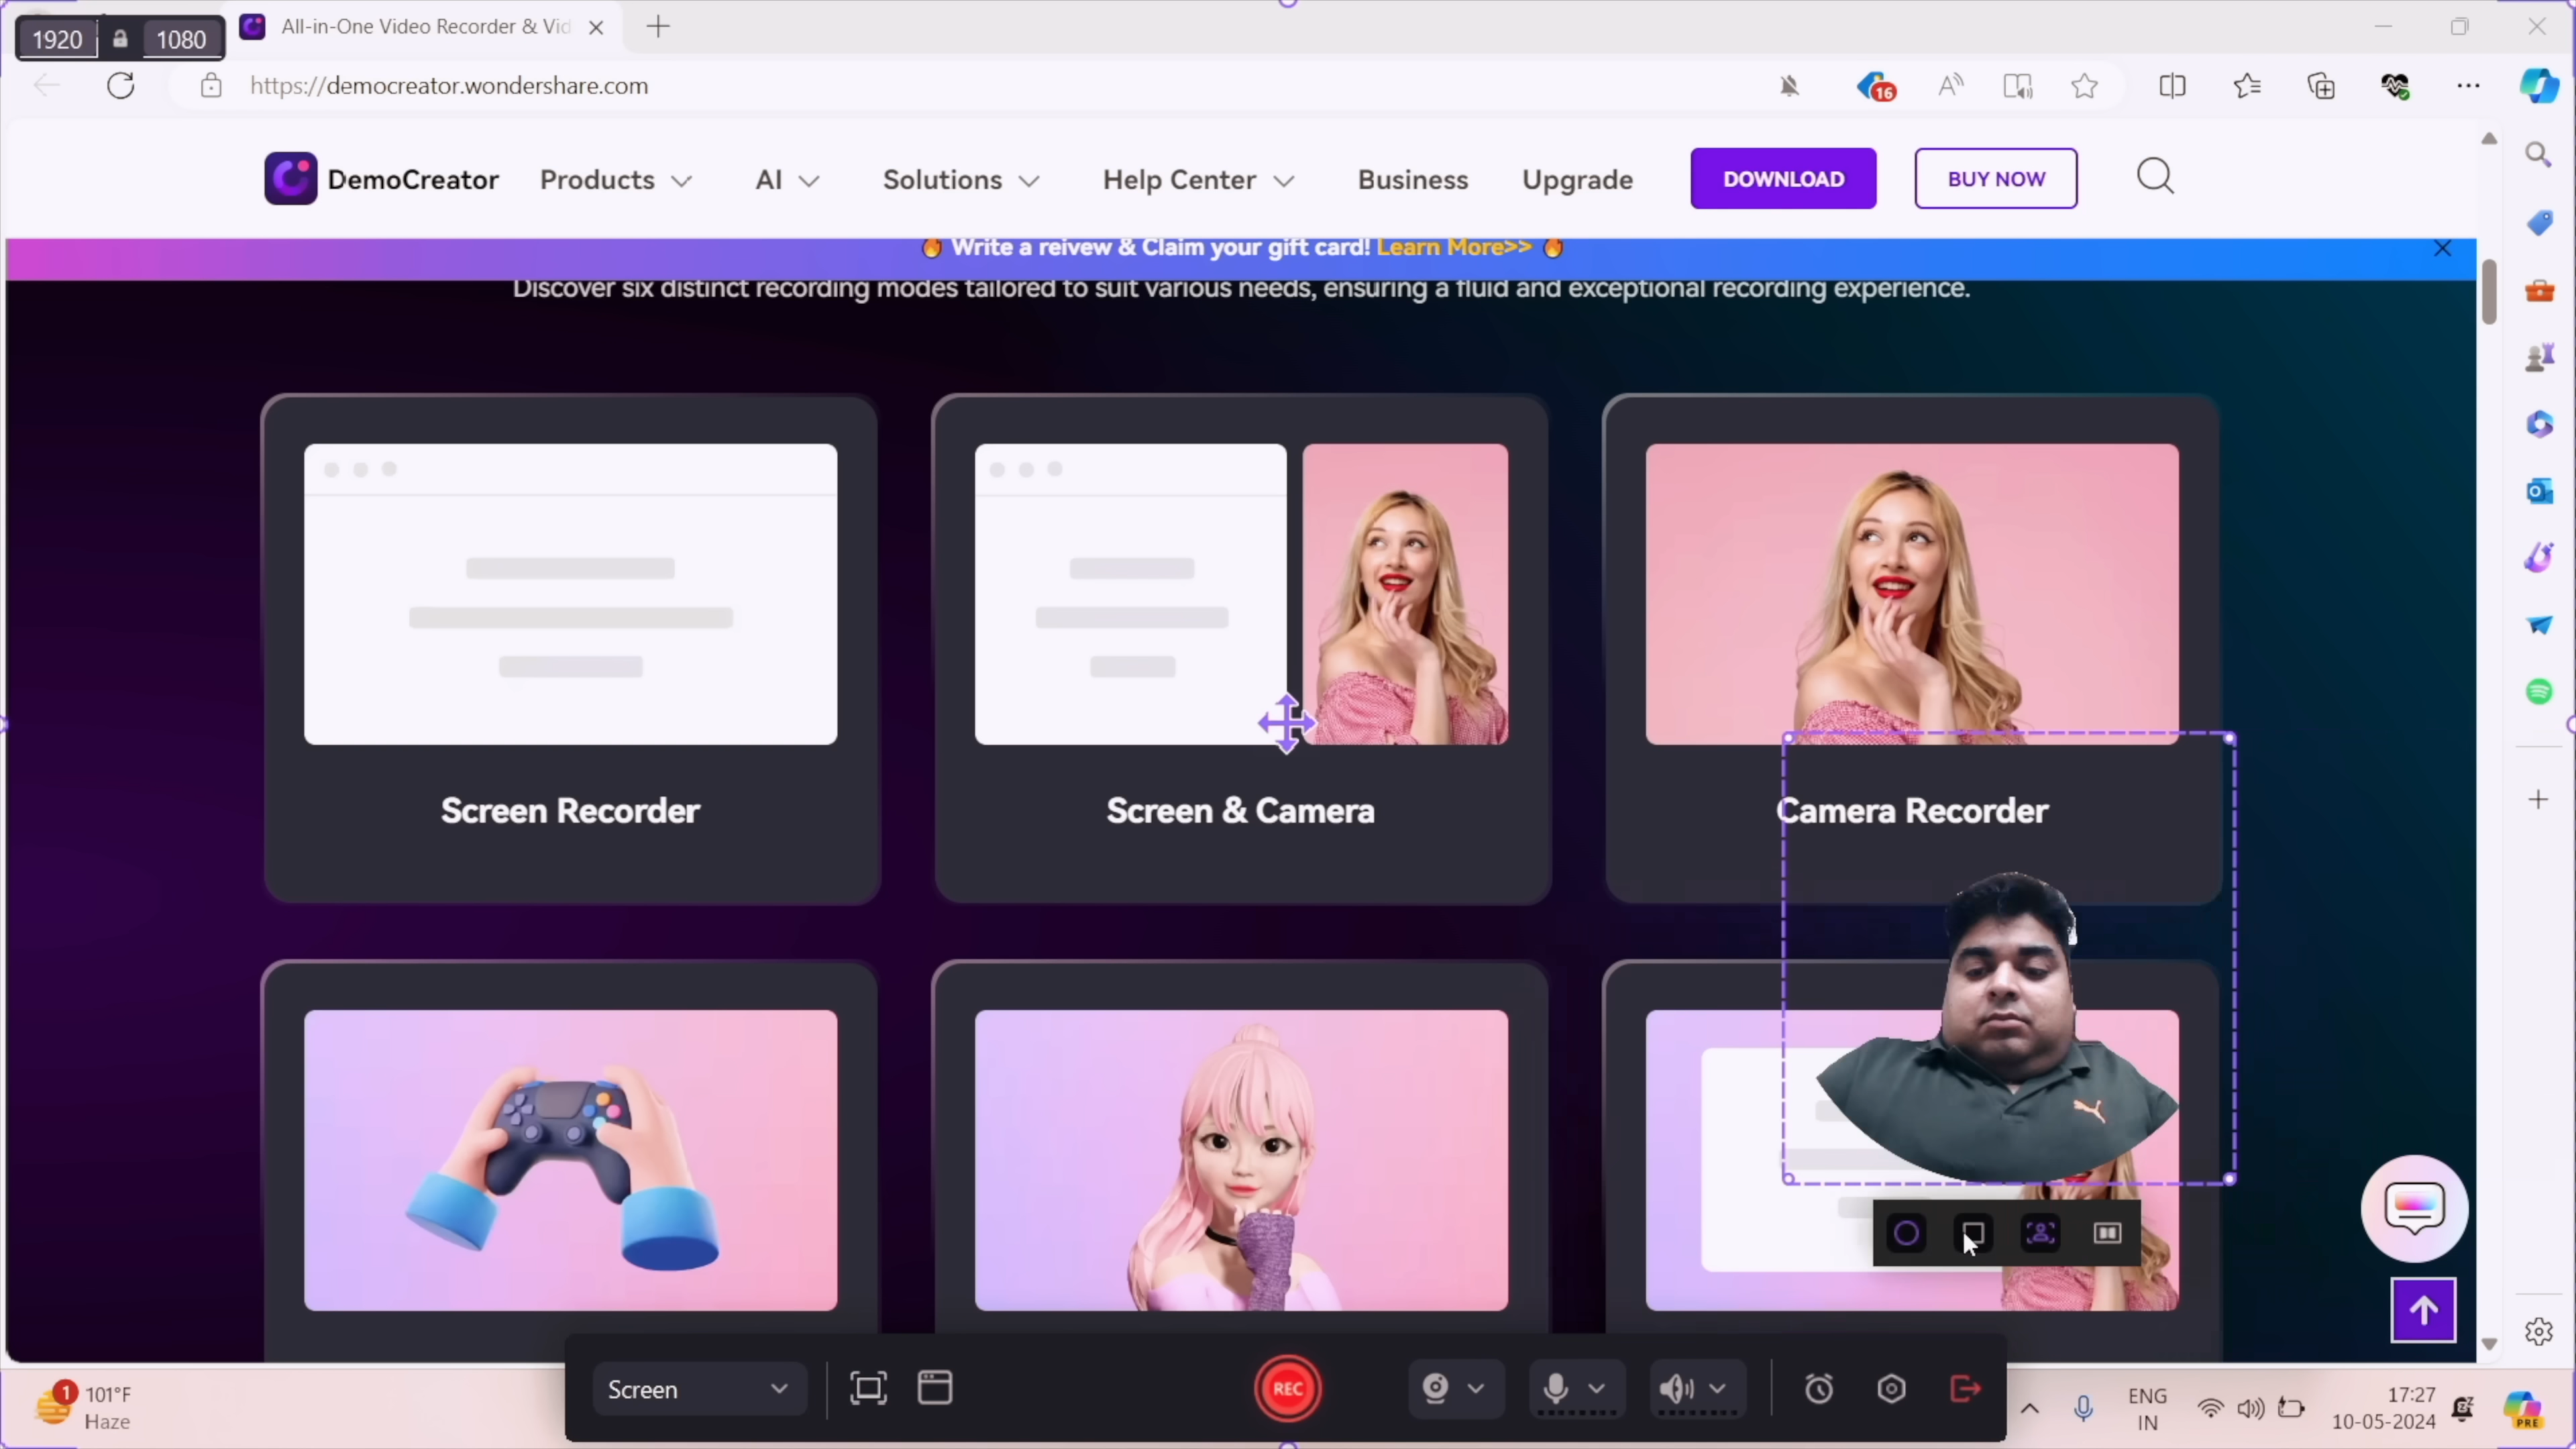 1920 1080
All-in-One Video Recorder & Vid
https://democreator.wondershare.com
16
DemoCreator Products AI Solutions Help Center Business Upgrade DOWNLOAD BUY NOW
Write a reivew & Claim your gift card! Learn More>>
Discover six distinct recording modes tailored to suit various needs, ensuring a fluid and exceptional recording experience.
Screen Recorder
Screen & Camera
Camera Recorder
Screen
REC
1
101°F
Haze
ENG
IN
17:27
10-05-2024
PRE